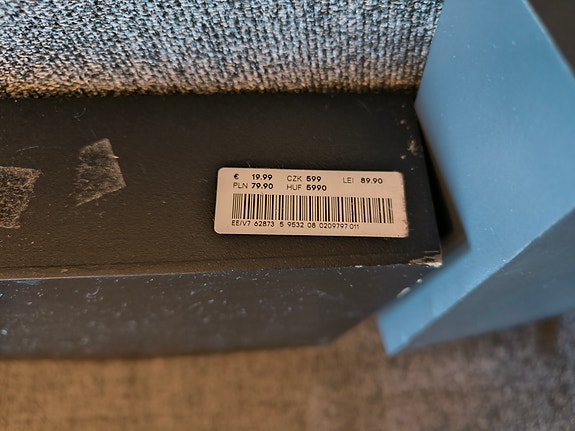 € 19.99 CZK 599 LEI 89.90
PLN 79.90 HUF 5990
EE/V7 62873 5 9532 08 0209797 011